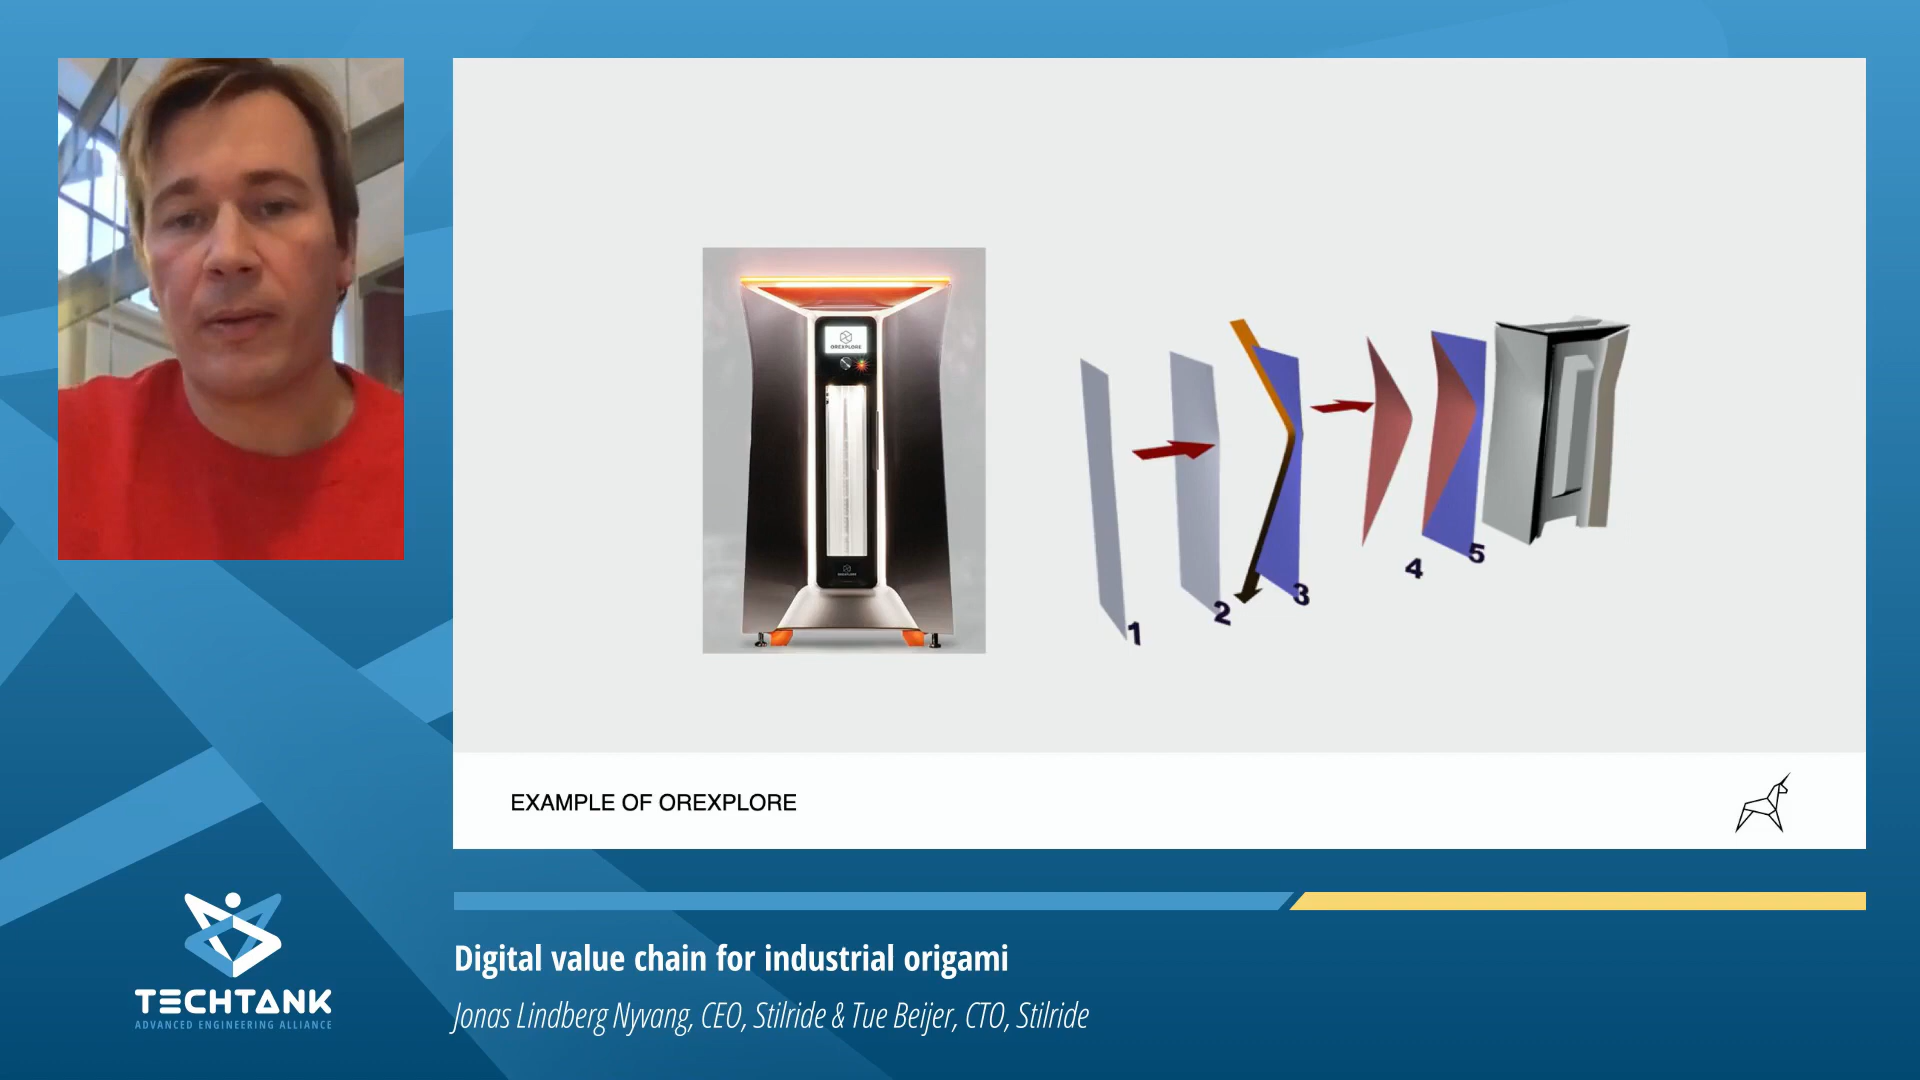 OREXPLORE
1
2
3
4
5
EXAMPLE OF OREXPLORE
TECHTANK
ADVANCED ENGINEERING ALLIANCE
Digital value chain for industrial origami
Jonas Lindberg Nyvang, CEO, Stilride & Tue Beijer, CTO, Stilride